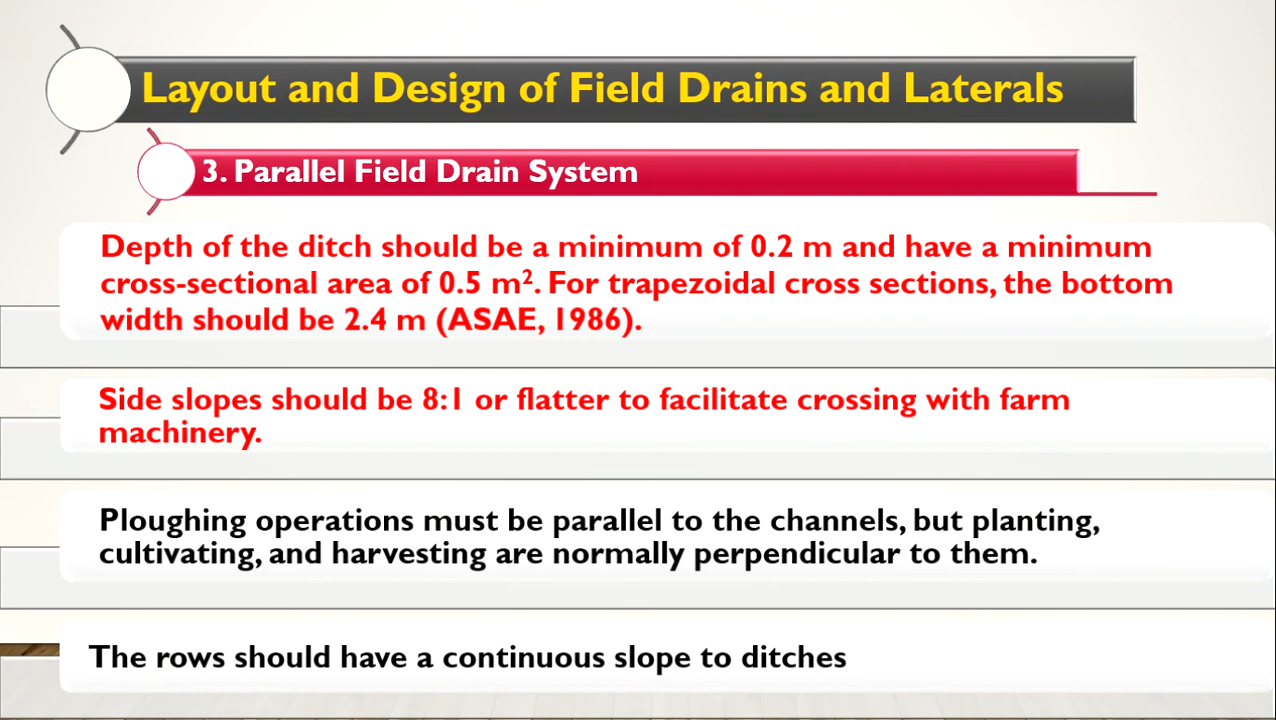 Layout and Design of Field Drains and Laterals
3. Parallel Field Drain System
Depth of the ditch should be a minimum of 0.2 m and have a minimum
cross-sectional area of 0.5 m². For trapezoidal cross sections, the bottom
width should be 2.4 m (ASAE, 1986).
Side slopes should be 8:1 or flatter to facilitate crossing with farm
machinery.
Ploughing operations must be parallel to the channels, but planting,
cultivating, and harvesting are normally perpendicular to them.
The rows should have a continuous slope to ditches